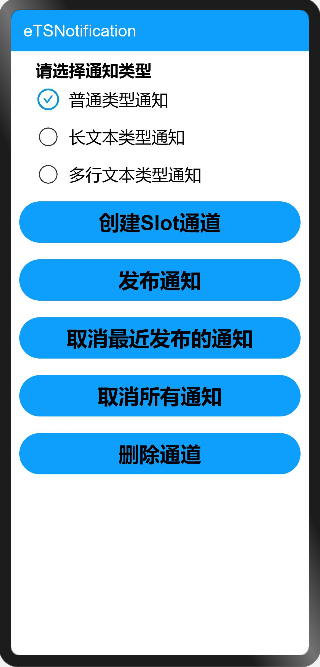 eTSNotification
请选择通知类型
普通类型通知
长文本类型通知
多行文本类型通知
创建Slot通道
发布通知
取消最近发布的通知
取消所有通知
删除通道